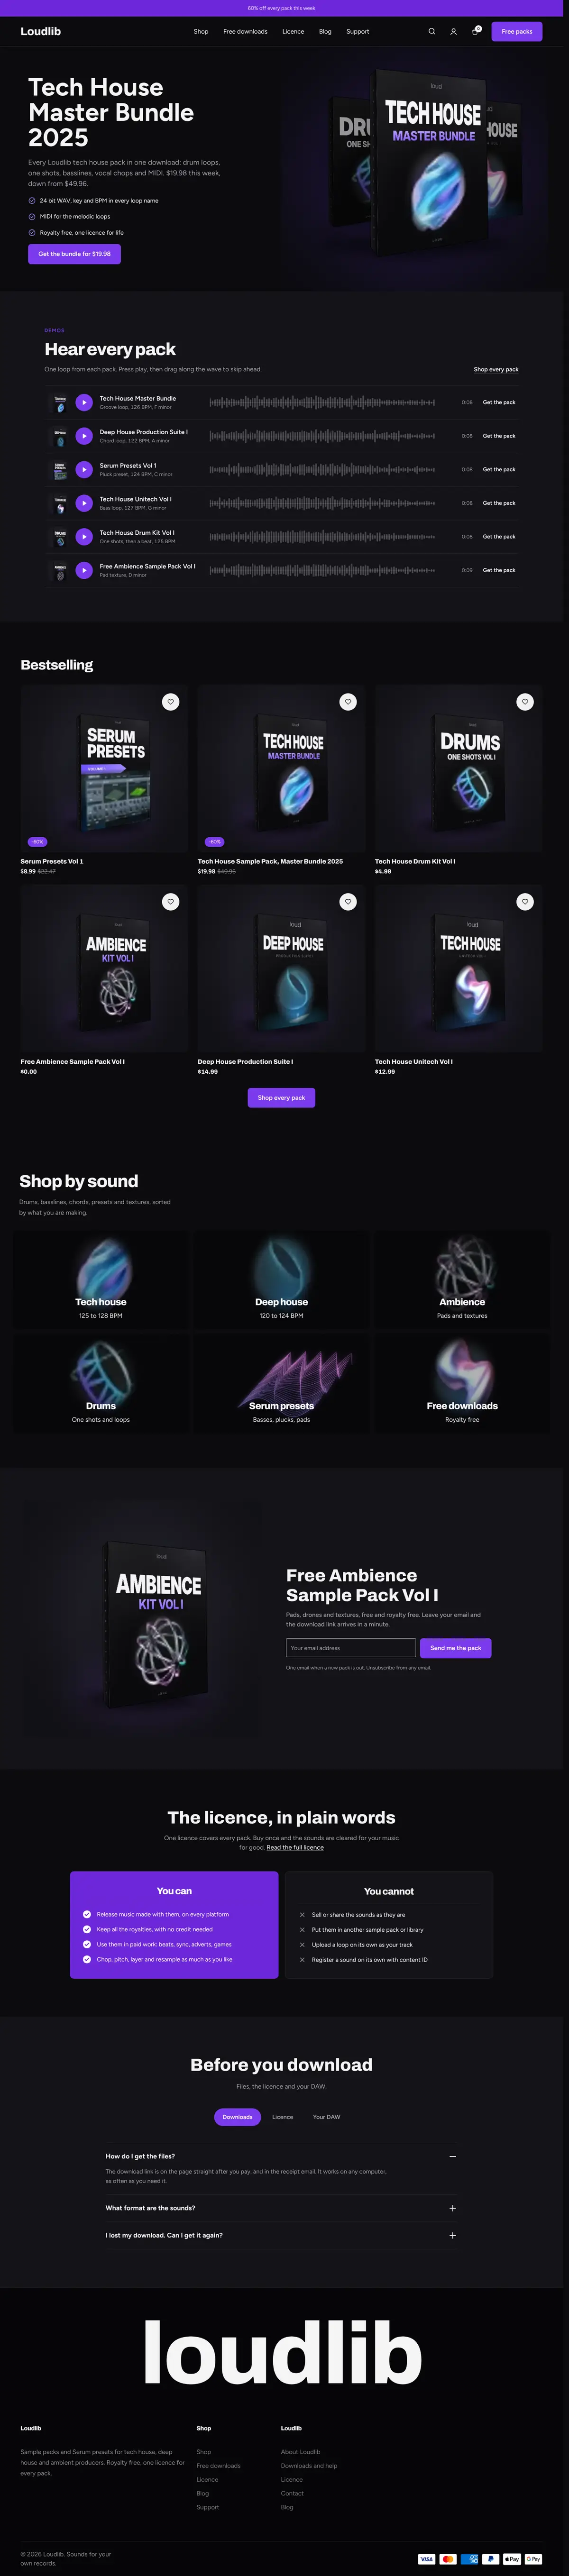 60% off every pack this week
Loudlib
Shop
Free downloads
Licence
Blog
Support
0
Free packs
Tech House
Master Bundle
2025
Every Loudlib tech house pack in one download: drum loops,
one shots, basslines, vocal chops and MIDI. $19.98 this week,
down from $49.96.
24 bit WAV, key and BPM in every loop name
MIDI for the melodic loops
Royalty free, one licence for life
Get the bundle for $19.98
loud
TECH HOUSE
MASTER BUNDLE
DEMOS
Hear every pack
One loop from each pack. Press play, then drag along the wave to skip ahead.
Shop every pack
Tech House Master Bundle
Groove loop, 126 BPM, F minor
0:08
Get the pack
Deep House Production Suite I
Chord loop, 122 BPM, A minor
0:08
Get the pack
Serum Presets Vol 1
Pluck preset, 124 BPM, C minor
0:08
Get the pack
Tech House Unitech Vol I
Bass loop, 127 BPM, G minor
0:08
Get the pack
Tech House Drum Kit Vol I
One shots, then a beat, 125 BPM
0:08
Get the pack
Free Ambience Sample Pack Vol I
Pad texture, D minor
0:09
Get the pack
Bestselling
SERUM
PRESETS
-60%
Serum Presets Vol 1
$8.99 $22.47
TECH HOUSE
MASTER BUNDLE
-60%
Tech House Sample Pack, Master Bundle 2025
$19.98 $49.96
DRUMS
ONE SHOTS VOL I
Tech House Drum Kit Vol I
$4.99
AMBIENCE
KIT VOL I
Free Ambience Sample Pack Vol I
$0.00
DEEP HOUSE
PRODUCTION SUITE I
Deep House Production Suite I
$14.99
TECH HOUSE
Tech House Unitech Vol I
$12.99
Shop every pack
Shop by sound
Drums, basslines, chords, presets and textures, sorted
by what you are making.
Tech house
125 to 128 BPM
Deep house
120 to 124 BPM
Ambience
Pads and textures
Drums
One shots and loops
Serum presets
Basses, plucks, pads
Free downloads
Royalty free
loud
AMBIENCE
KIT VOL I
Free Ambience
Sample Pack Vol I
Pads, drones and textures, free and royalty free. Leave your email and
the download link arrives in a minute.
Your email address
Send me the pack
One email when a new pack is out. Unsubscribe from any email.
The licence, in plain words
One licence covers every pack. Buy once and the sounds are cleared for your music
for good. Read the full licence
You can
Release music made with them, on every platform
Keep all the royalties, with no credit needed
Use them in paid work: beats, sync, adverts, games
Chop, pitch, layer and resample as much as you like
You cannot
Sell or share the sounds as they are
Put them in another sample pack or library
Upload a loop on its own as your track
Register a sound on its own with content ID
Before you download
Files, the licence and your DAW.
Downloads
Licence
Your DAW
How do I get the files?
The download link is on the page straight after you pay, and in the receipt email. It works on any computer,
as often as you need it.
What format are the sounds?
I lost my download. Can I get it again?
loudlib
Loudlib
Sample packs and Serum presets for tech house, deep
house and ambient producers. Royalty free, one licence for
every pack.
Shop
Shop
Free downloads
Licence
Blog
Support
Loudlib
About Loudlib
Downloads and help
Licence
Contact
Blog
© 2026 Loudlib. Sounds for your
own records.
VISA
PayPal
Pay
G Pay